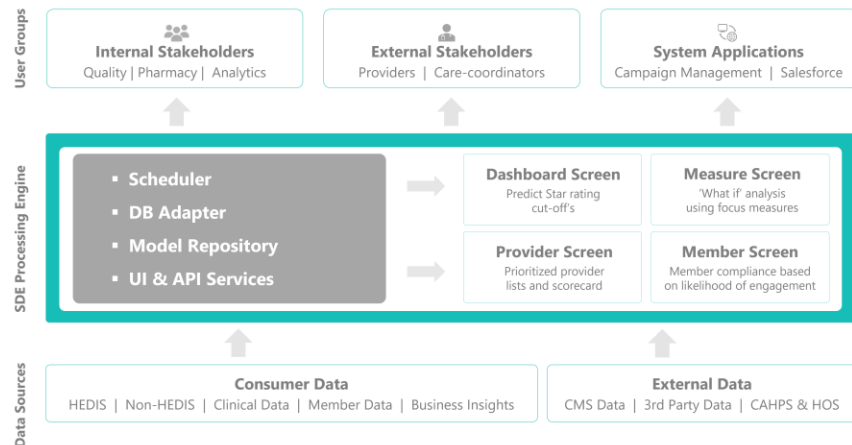 User Groups
Internal Stakeholders
Quality | Pharmacy | Analytics
External Stakeholders
Providers | Care-coordinators
System Applications
Campaign Management | Salesforce
SDE Processing Engine
▪ Scheduler
▪ DB Adapter
▪ Model Repository
▪ UI & API Services
Dashboard Screen
Predict Star rating
cut-off's
Measure Screen
'What if' analysis
using focus measures
Provider Screen
Prioritized provider
lists and scorecard
Member Screen
Member compliance based
on likelihood of engagement
Data Sources
Consumer Data
HEDIS | Non-HEDIS | Clinical Data | Member Data | Business Insights
External Data
CMS Data | 3rd Party Data | CAHPS & HOS